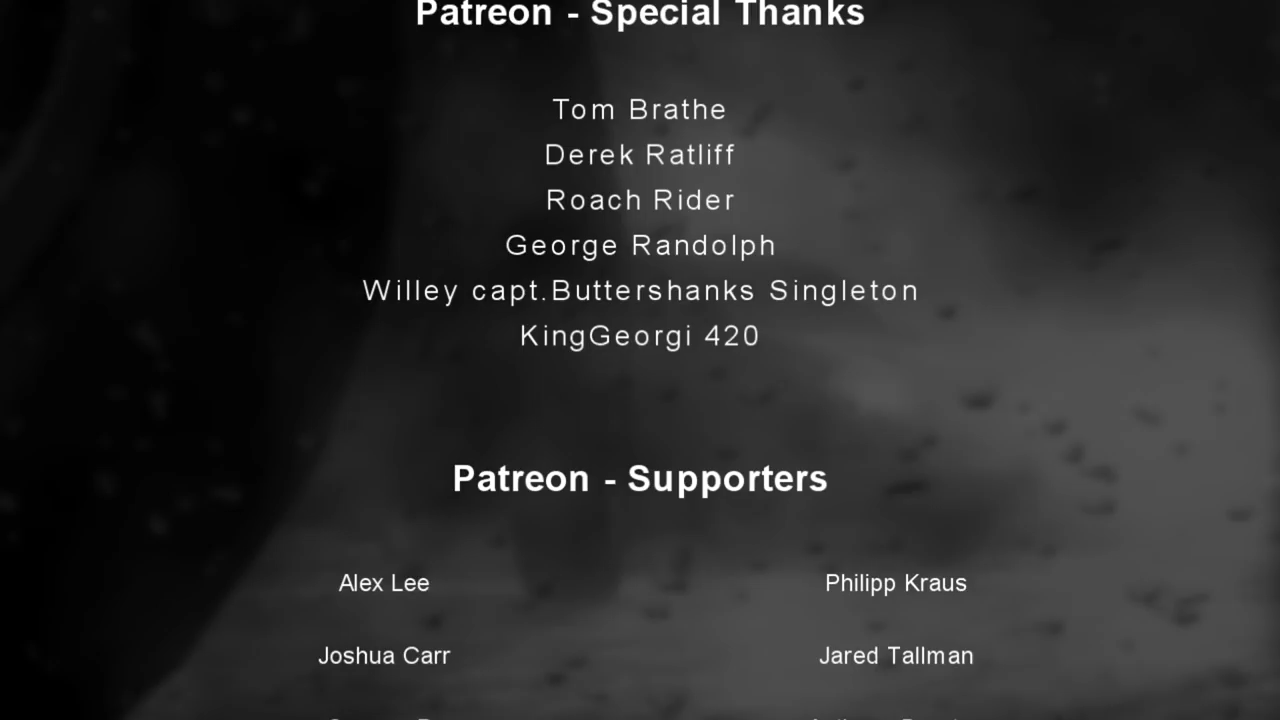 Patreon - Special Thanks
Tom Brathe
Derek Ratliff
Roach Rider
George Randolph
Willey capt.Buttershanks Singleton
KingGeorgi 420
Patreon - Supporters
Alex Lee Philipp Kraus
Joshua Carr Jared Tallman